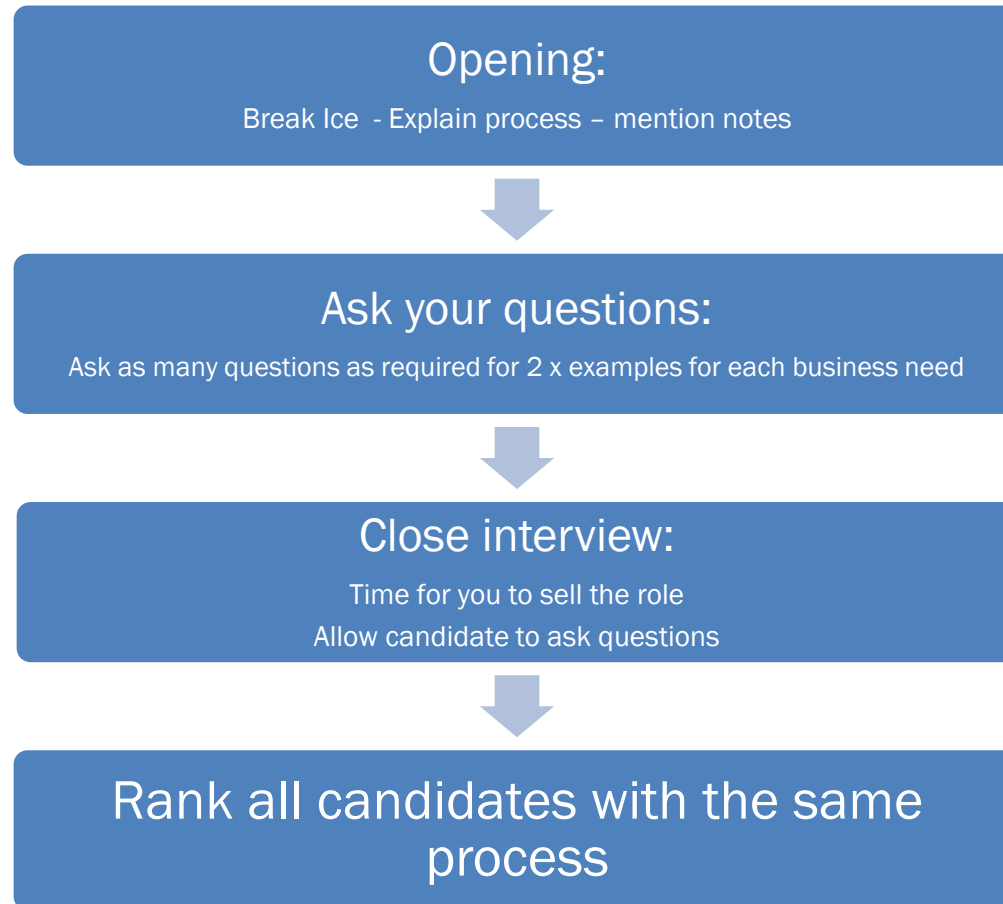 Opening:
Break Ice  - Explain process – mention notes
Ask your questions:
Ask as many questions as required for 2 x examples for each business need
Close interview:
Time for you to sell the role
Allow candidate to ask questions
Rank all candidates with the same
process